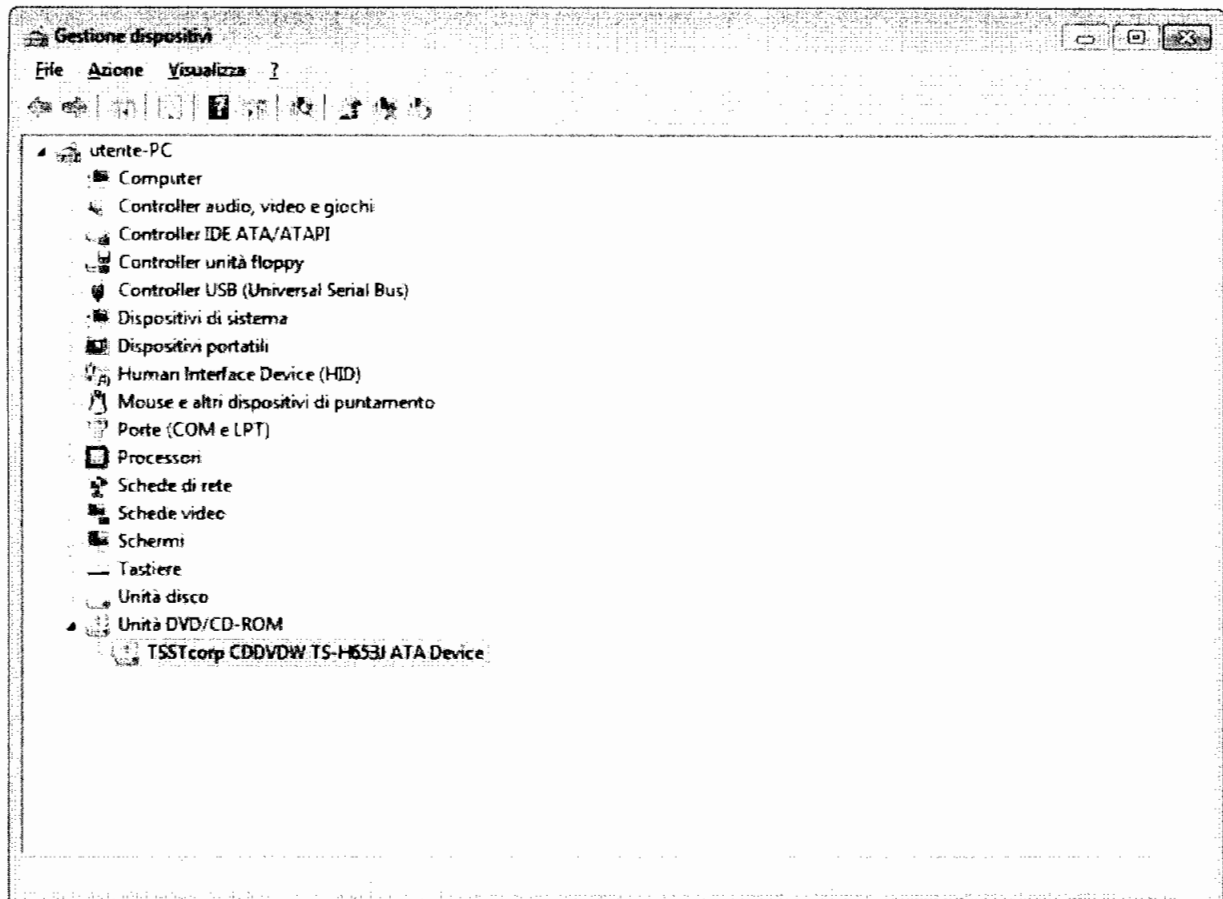 Gestione dispositivi
File Azione Visualizza ?
utente-PC
Computer
Controller audio, video e giochi
Controller IDE ATA/ATAPI
Controller unità floppy
Controller USB (Universal Serial Bus)
Dispositivi di sistema
Dispositivi portatili
Human Interface Device (HID)
Mouse e altri dispositivi di puntamento
Porte (COM e LPT)
Processori
Schede di rete
Schede video
Schermi
Tastiere
Unità disco
Unità DVD/CD-ROM
TSSTcorp CDDVDW TS-H653J ATA Device